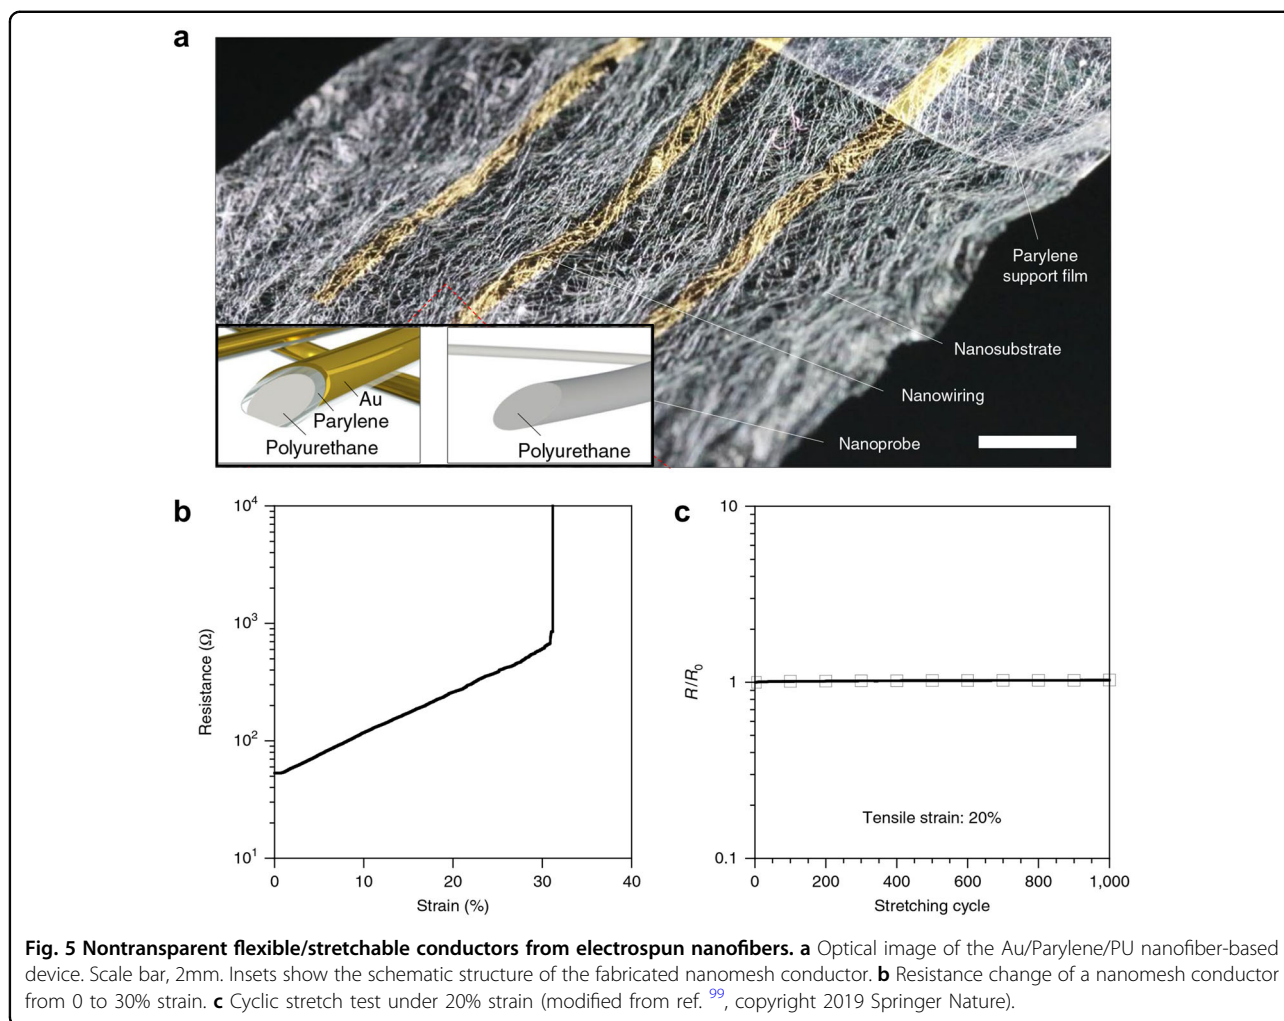 a
Parylene
support film
Nanosubstrate
Nanowiring
Nanoprobe
Au
Parylene
Polyurethane
Polyurethane
b
10⁴
10³
10²
10¹
Resistance (Ω)
0 10 20 30 40
Strain (%)
c
10
1
0.1
R/R₀
Tensile strain: 20%
0 200 400 600 800 1,000
Stretching cycle
Fig. 5 Nontransparent flexible/stretchable conductors from electrospun nanofibers. a Optical image of the Au/Parylene/PU nanofiber-based
device. Scale bar, 2mm. Insets show the schematic structure of the fabricated nanomesh conductor. b Resistance change of a nanomesh conductor
from 0 to 30% strain. c Cyclic stretch test under 20% strain (modified from ref. ⁹⁹, copyright 2019 Springer Nature).